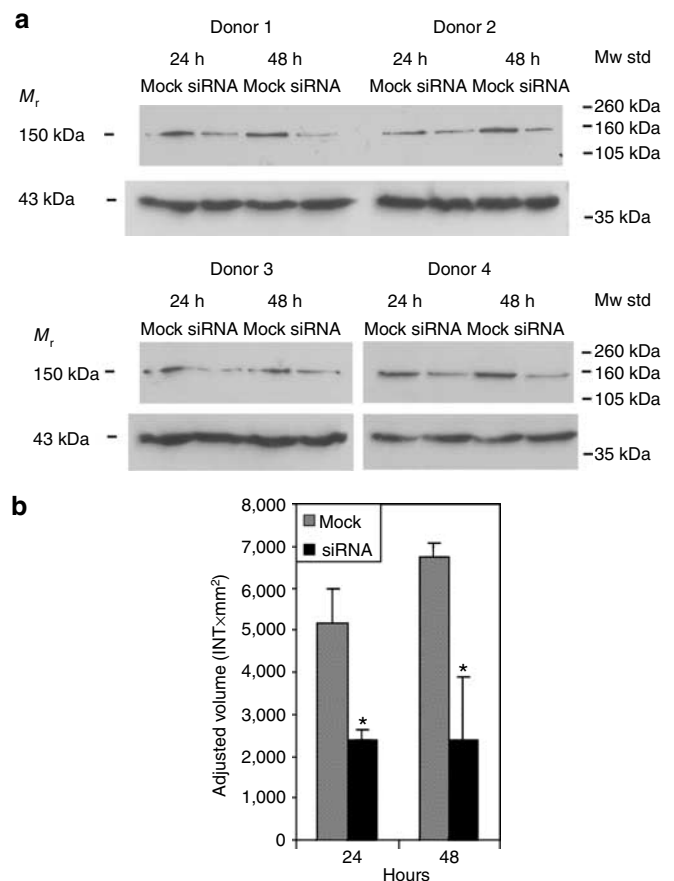 a
Donor 1 Donor 2
24 h 48 h 24 h 48 h Mw std
Mock siRNA Mock siRNA Mock siRNA Mock siRNA
Mr
260 kDa
150 kDa 160 kDa
105 kDa
43 kDa
35 kDa
Donor 3 Donor 4
24 h 48 h 24 h 48 h Mw std
Mock siRNA Mock siRNA Mock siRNA Mock siRNA
Mr
260 kDa
150 kDa 160 kDa
105 kDa
43 kDa
35 kDa
b
8,000
Mock
7,000
siRNA
6,000
5,000
4,000
3,000
2,000
1,000
0
Adjusted volume (INT×mm²)
* *
24 48
Hours